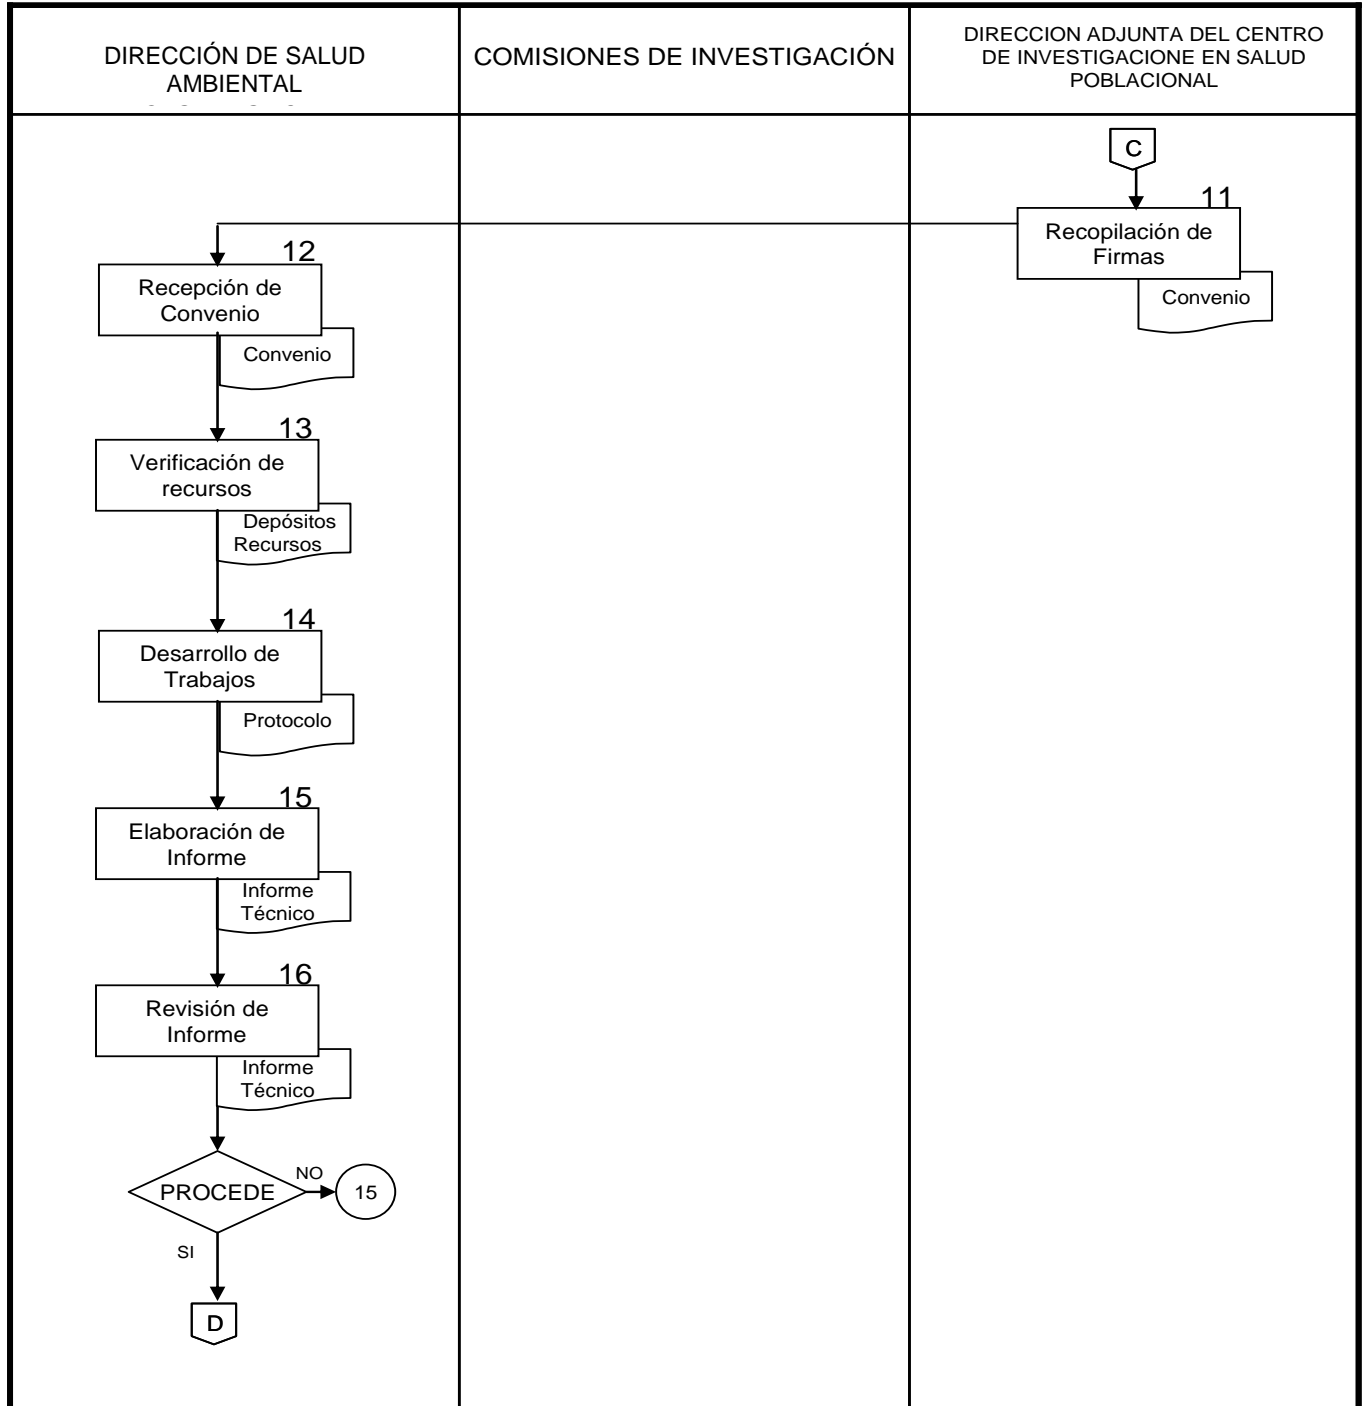 DIRECCIÓN DE SALUD
AMBIENTAL
COMISIONES DE INVESTIGACIÓN
DIRECCION ADJUNTA DEL CENTRO
DE INVESTIGACIONE EN SALUD
POBLACIONAL
C
11
Recopilación de
Firmas
Convenio
12
Recepción de
Convenio
Convenio
13
Verificación de
recursos
Depósitos
Recursos
14
Desarrollo de
Trabajos
Protocolo
15
Elaboración de
Informe
Informe
Técnico
16
Revisión de
Informe
Informe
Técnico
PROCEDE
NO
15
SI
D